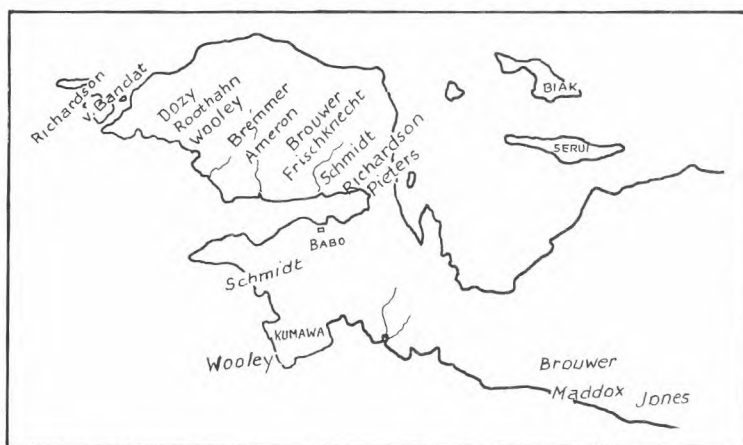 Richardson
v. Bandat
Dozy
Roothahn
Wooley
Bremmer
Ameron
Brouwer
Frischknecht
Schmidt
Richardson
Pieters
BIAK
SERUI
BABO
Schmidt
KUMAWA
Wooley
Brouwer
Maddox Jones